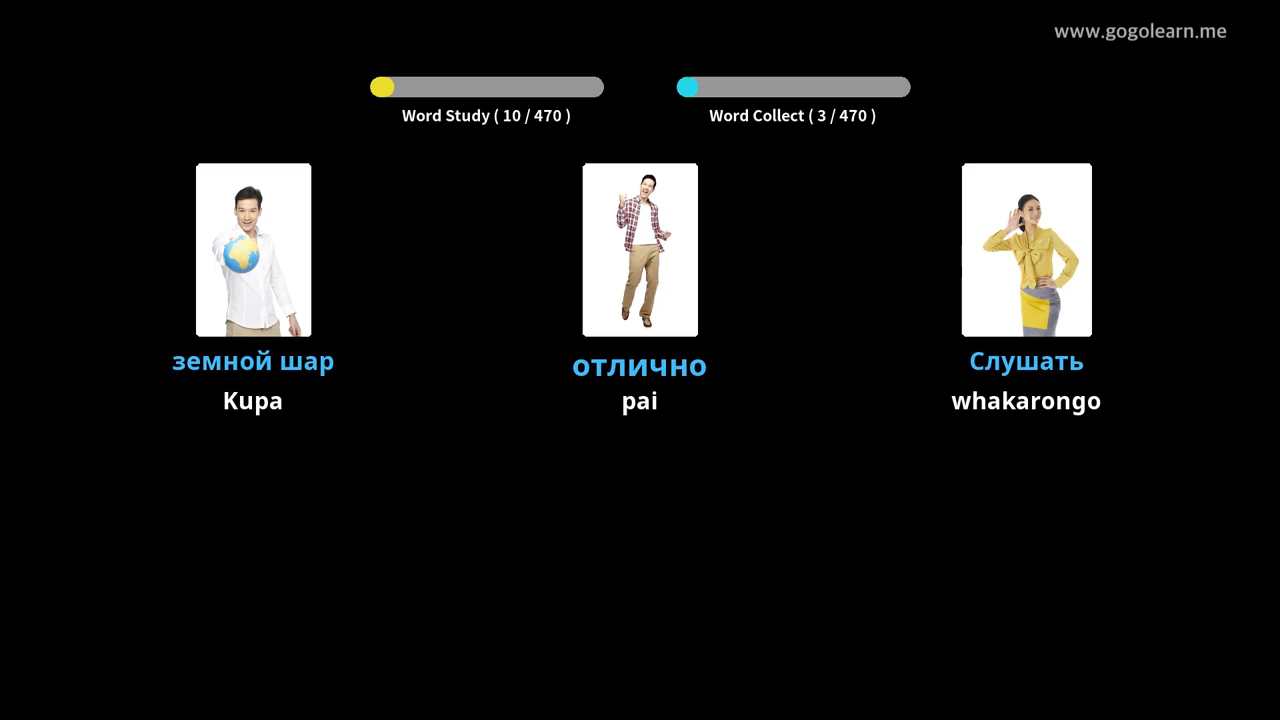 www.gogolearn.me
Word Study ( 10 / 470 )
Word Collect ( 3 / 470 )
земной шар
Kupa
отлично
pai
Слушать
whakarongo